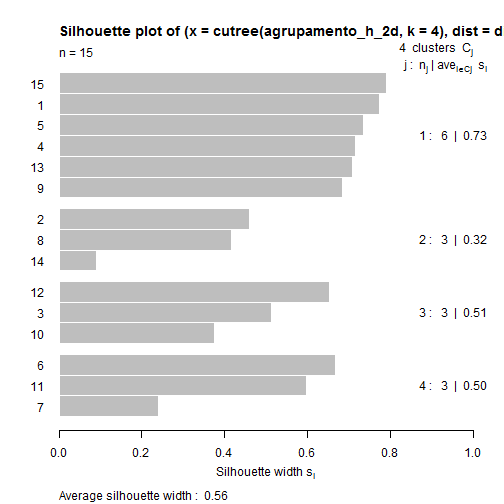 Silhouette plot of (x = cutree(agrupamento_h_2d, k = 4), dist = d
n = 15
4 clusters Cj
j : nj | avei∈Cj si
15
1
5
4
13
9
1 : 6 | 0.73
2
8
14
2 : 3 | 0.32
12
3
10
3 : 3 | 0.51
6
11
7
4 : 3 | 0.50
0.0 0.2 0.4 0.6 0.8 1.0
Silhouette width si
Average silhouette width : 0.56